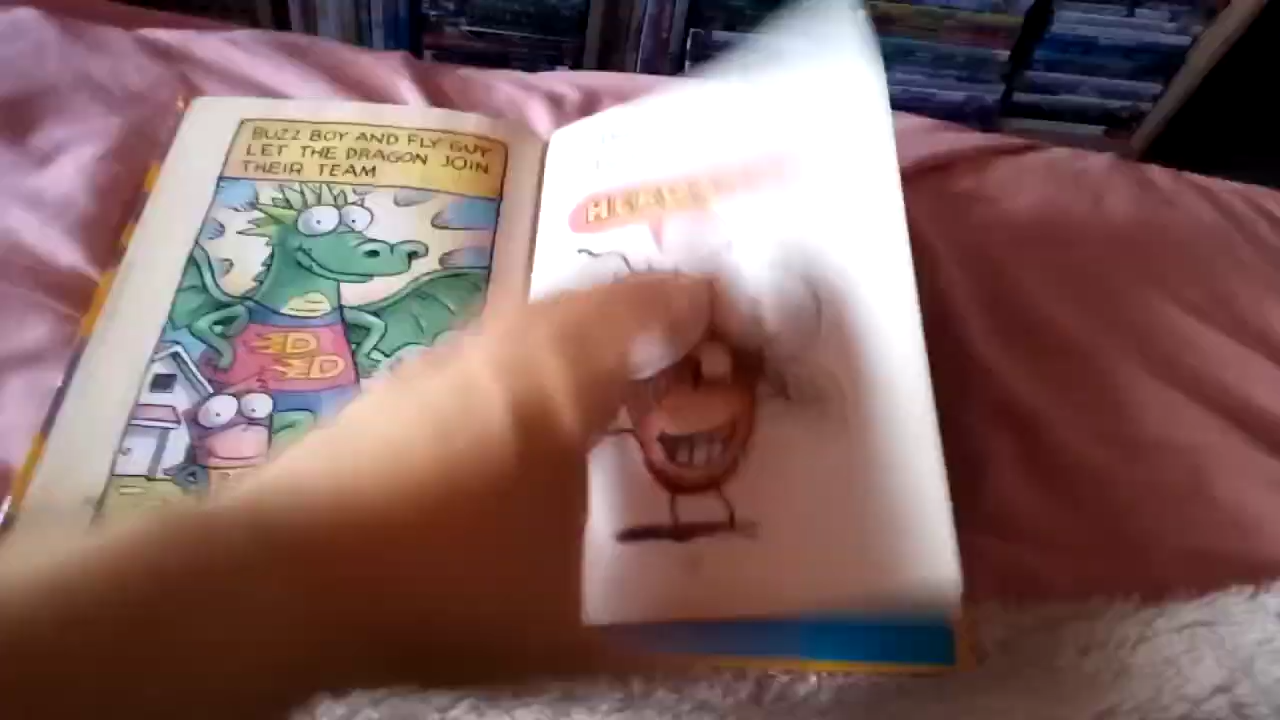 BUZZ BOY AND FLY GUY
LET THE DRAGON JOIN
THEIR TEAM
D
D